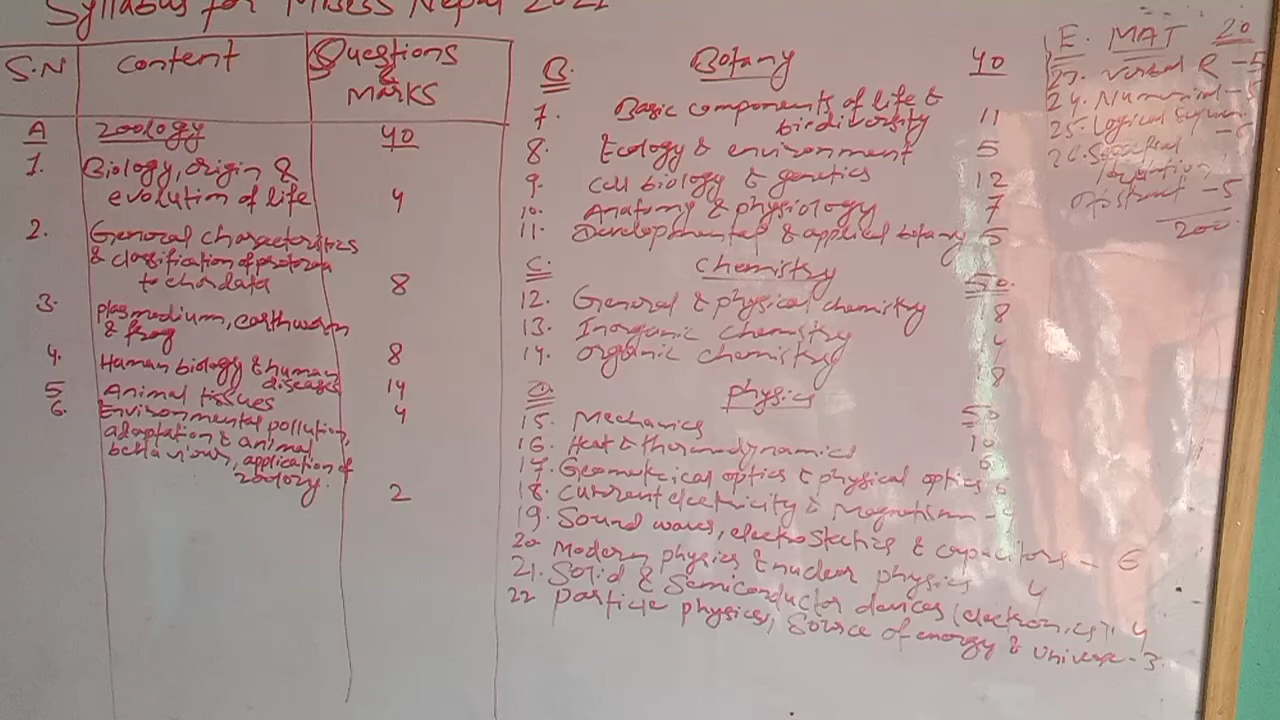 Syllabus for MBBS Nepal 2021
S.N
Content
Questions
&
MARKS
A
Zoology
40
1.
Biology, origin &
evolution of life
4
2.
General characteristics
& classification of protozoa
to chordata
8
3.
plasmodium, earthworm
& frog
8
4.
Human biology & human
diseases
14
5
Animal tissues
4
6.
Environmental pollution,
adaptation & animal
behaviour, application of
zoology.
2
B.
Botany
40
7.
Basic components of life &
biodiversity
11
8.
Ecology & environment
5
9.
Cell biology & genetics
12
10.
Anatomy & physiology
7
11.
Developmental & applied botany
5
C.
Chemistry
50.
12.
General & physical chemistry
18
13.
Inorganic chemistry
14.
organic chemistry
18
D.
physics
50
15.
Mechanics
10
16.
Heat & thermodynamics
6
17.
Geometrical optics & physical optics
6
18.
Current electricity & Magnetism -
19.
Sound waves, electrostactics & capacitors - 6
20
Modern physics & nuclear physics
4
21.
Solid & Semiconductor devices (electronics): 4
22
particle physics, Source of energy & universe - 3
E. MAT 20
23. verbal R - 5
24. Numerical - 5
25. Logical
- 5
26.
abstract - 5
200